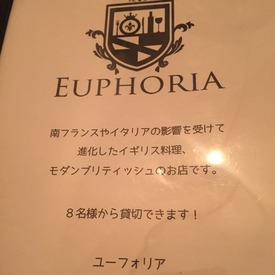 EUPHORIA
南フランスやイタリアの影響を受けて
進化したイギリス料理、
モダンブリティッシュのお店です。
８名様から貸切できます！
ユーフォリア